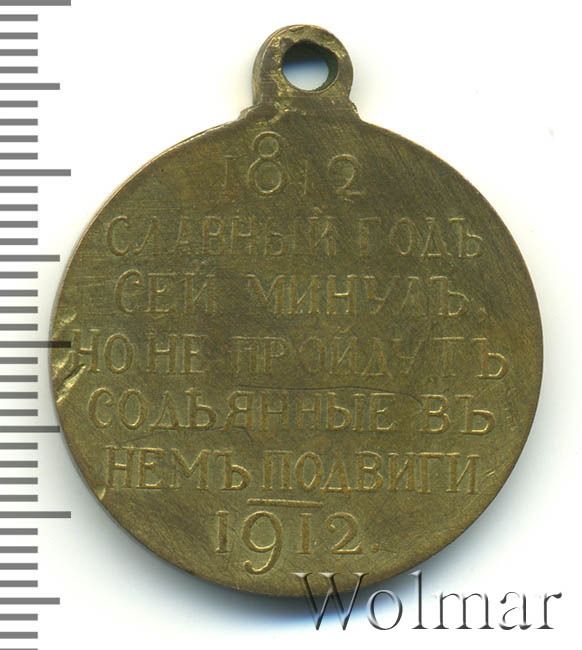 1812
СЛАВНЫЙ ГОДЪ
СЕЙ МИНУЛЪ,
НО НЕ ПРОЙДУТЪ
СОДѢЯННЫЕ ВЪ
НЕМЪ ПОДВИГИ
1912.
Wolmar